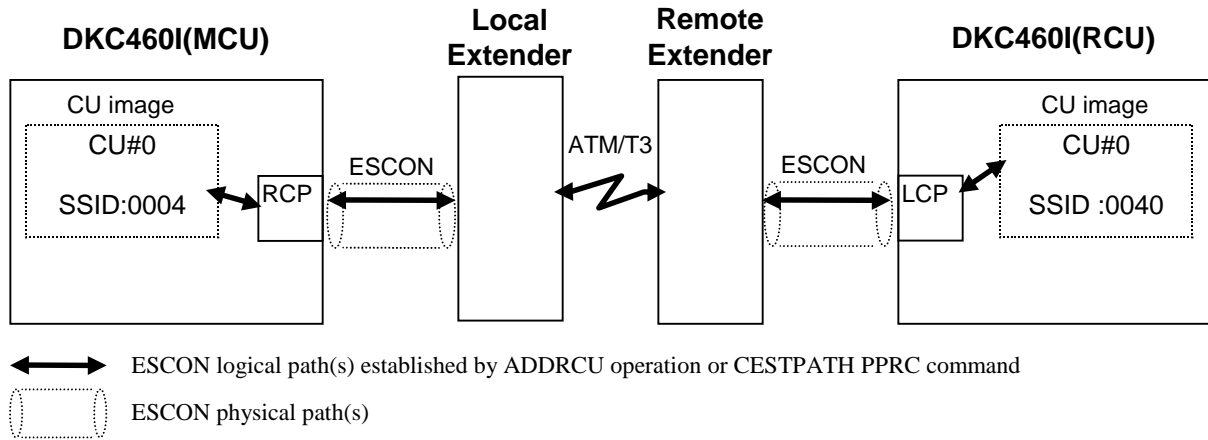 Local
Extender
Remote
Extender
DKC460I(MCU)
DKC460I(RCU)
CU image
CU#0
SSID:0004
RCP
ESCON
ATM/T3
ESCON
LCP
CU image
CU#0
SSID :0040
ESCON logical path(s) established by ADDRCU operation or CESTPATH PPRC command
ESCON physical path(s)